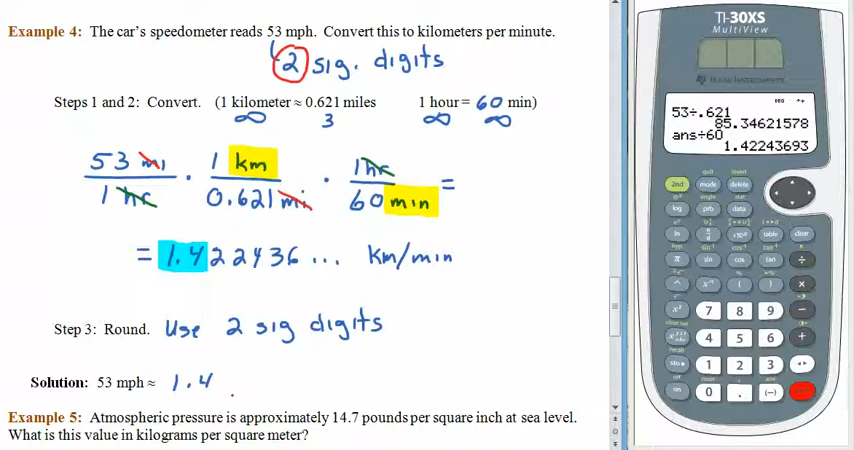 Example 4: The car's speedometer reads 53 mph. Convert this to kilometers per minute.
2 sig. digits
Steps 1 and 2: Convert. (1 kilometer ≈ 0.621 miles 1 hour = 60 min)
∞ 3 ∞ ∞
53 mi / 1 hr · 1 km / 0.621 mi · 1 hr / 60 min =
= 1.422436 ... km/min
Step 3: Round. Use 2 sig digits
Solution: 53 mph ≈ 1.4
Example 5: Atmospheric pressure is approximately 14.7 pounds per square inch at sea level.
What is this value in kilograms per square meter?
TI-30XS
MultiView
TEXAS INSTRUMENTS
DEG
53÷.621
85.34621578
ans÷60
1.42243693
quit insert
2nd mode delete
log prb data
ln n/d table clear
π sin cos tan ÷
^ x⁻¹ ( ) ×
x² 7 8 9 −
4 5 6 +
sto 1 2 3
on 0 . (−)